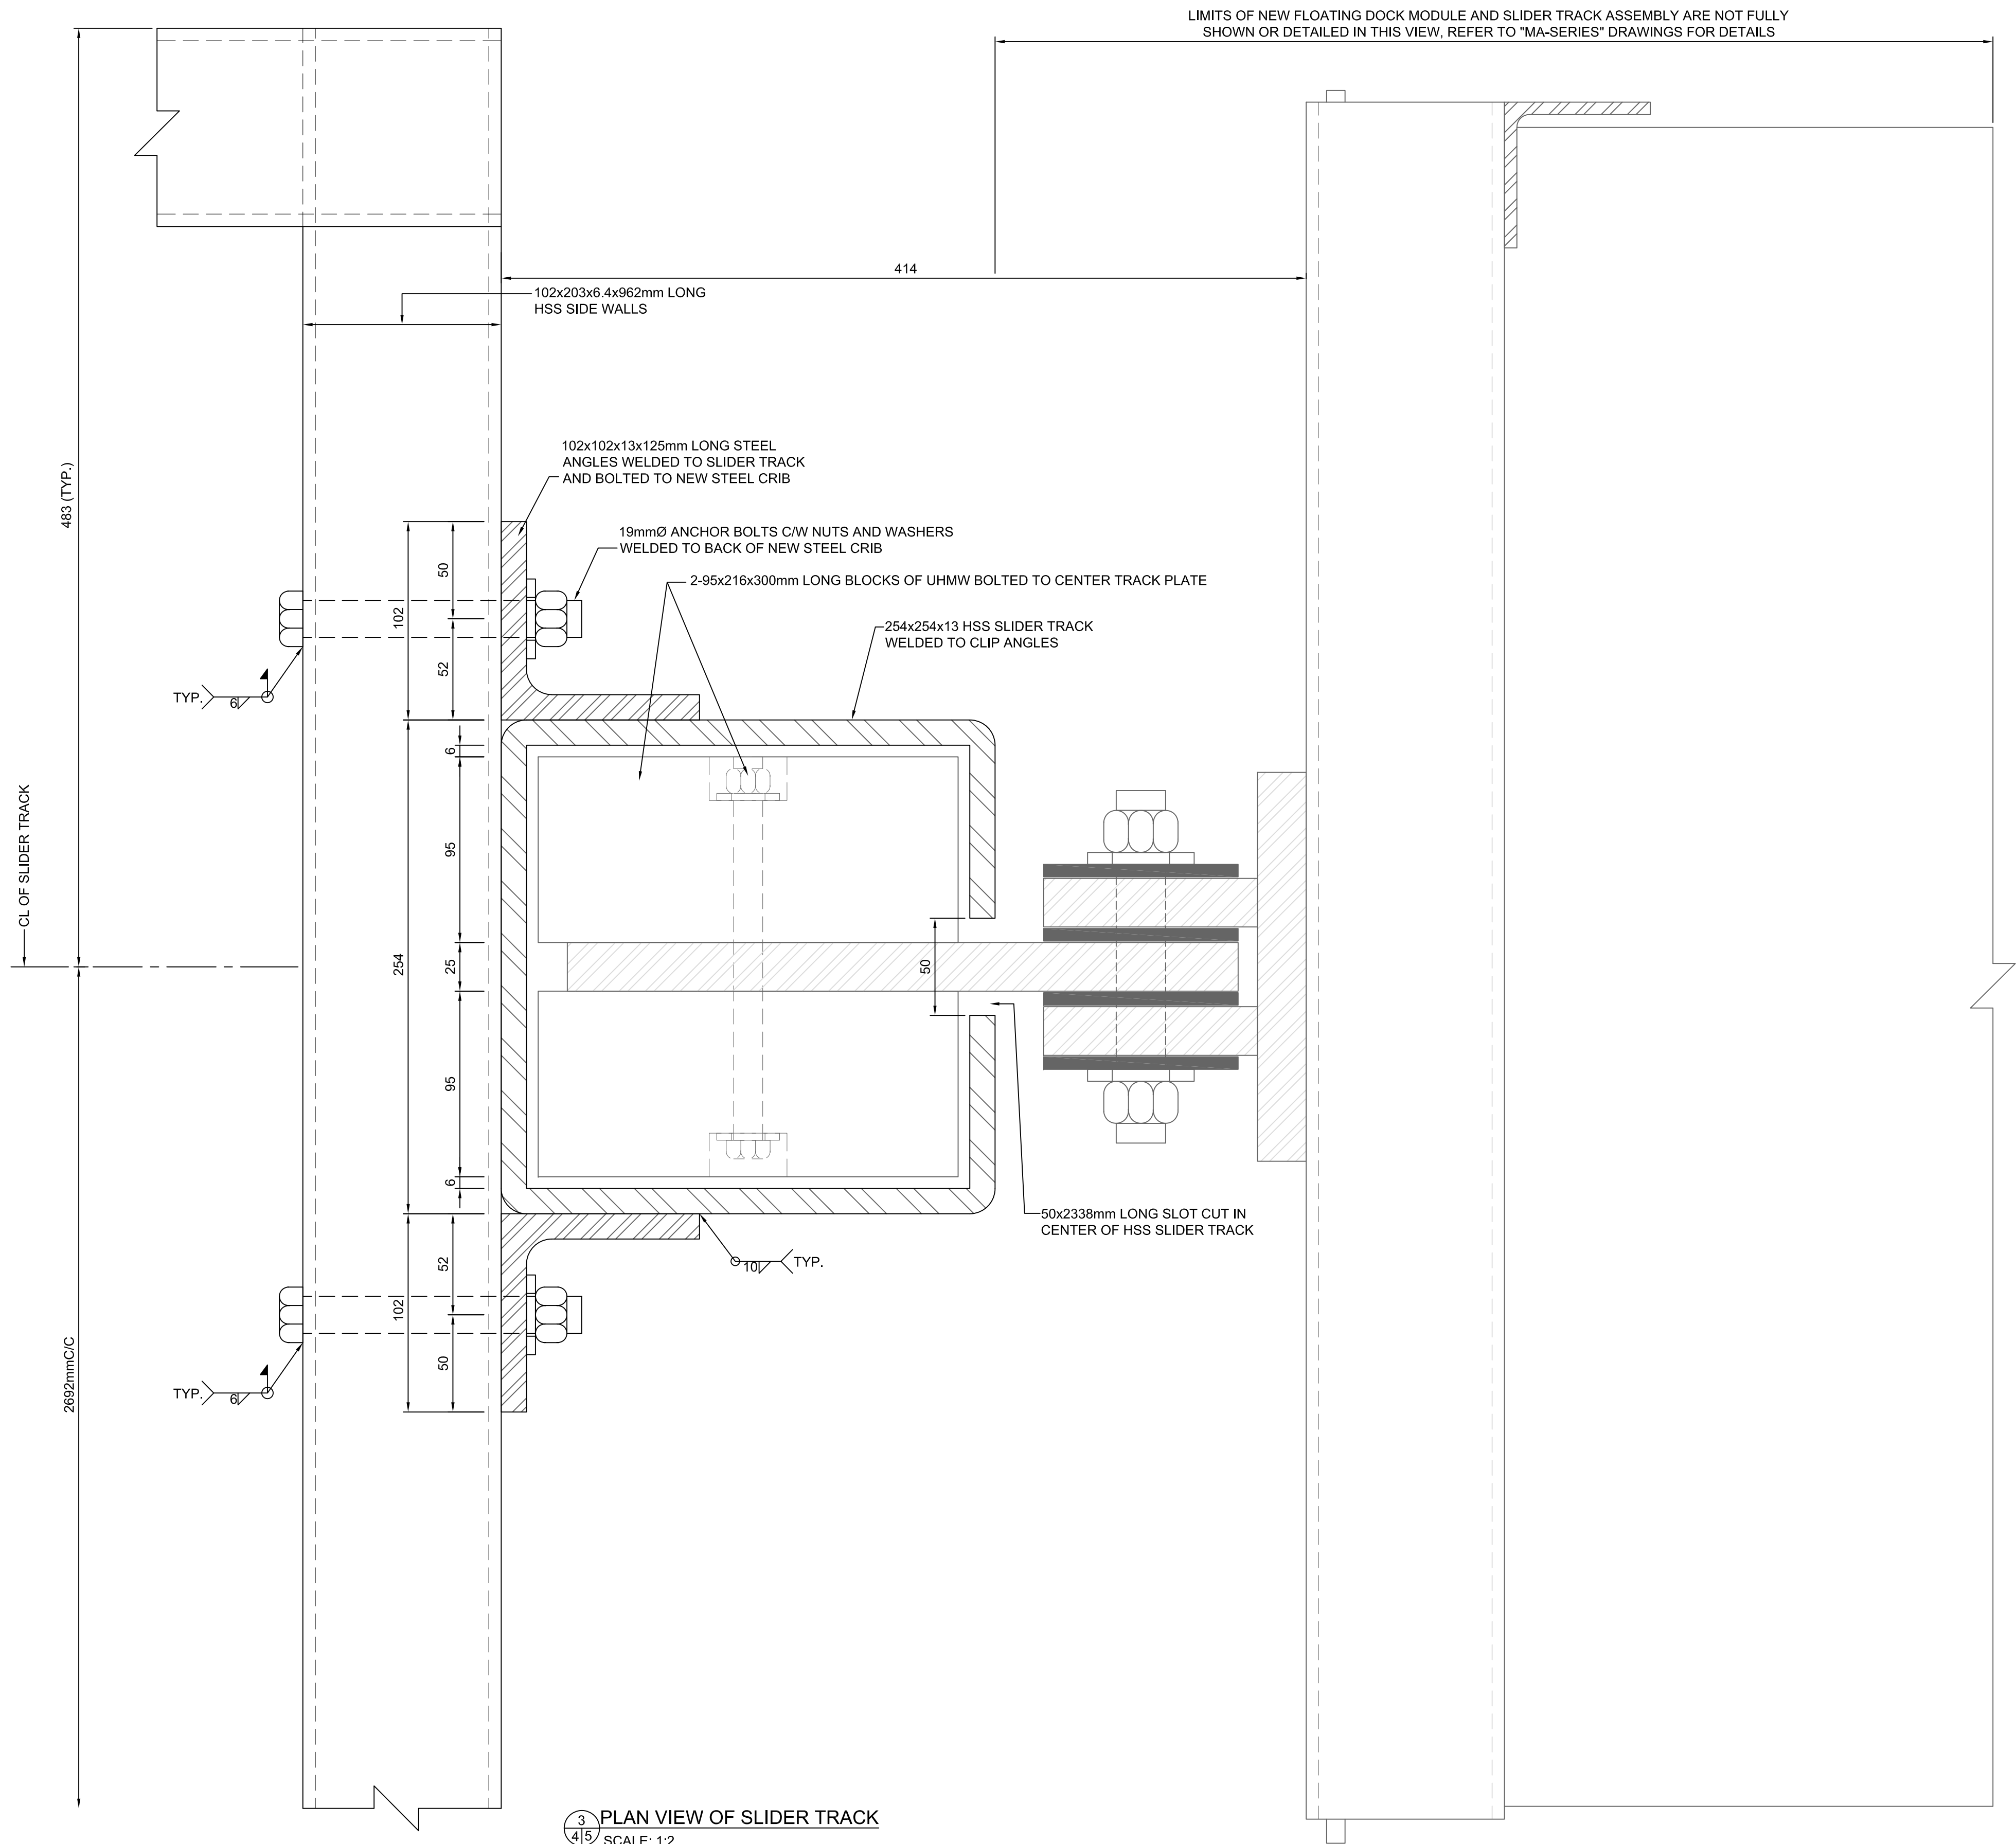 LIMITS OF NEW FLOATING DOCK MODULE AND SLIDER TRACK ASSEMBLY ARE NOT FULLY
SHOWN OR DETAILED IN THIS VIEW, REFER TO "MA-SERIES" DRAWINGS FOR DETAILS
414
102x203x6.4x962mm LONG
HSS SIDE WALLS
483 (TYP.)
102x102x13x125mm LONG STEEL
ANGLES WELDED TO SLIDER TRACK
AND BOLTED TO NEW STEEL CRIB
19mmØ ANCHOR BOLTS C/W NUTS AND WASHERS
WELDED TO BACK OF NEW STEEL CRIB
2-95x216x300mm LONG BLOCKS OF UHMW BOLTED TO CENTER TRACK PLATE
254x254x13 HSS SLIDER TRACK
WELDED TO CLIP ANGLES
50
102
52
TYP.
6
6
95
CL OF SLIDER TRACK
254
25
50
95
6
50x2338mm LONG SLOT CUT IN
CENTER OF HSS SLIDER TRACK
10
TYP.
52
102
50
2692mmC/C
TYP.
6
3
4|5
PLAN VIEW OF SLIDER TRACK
SCALE: 1:2